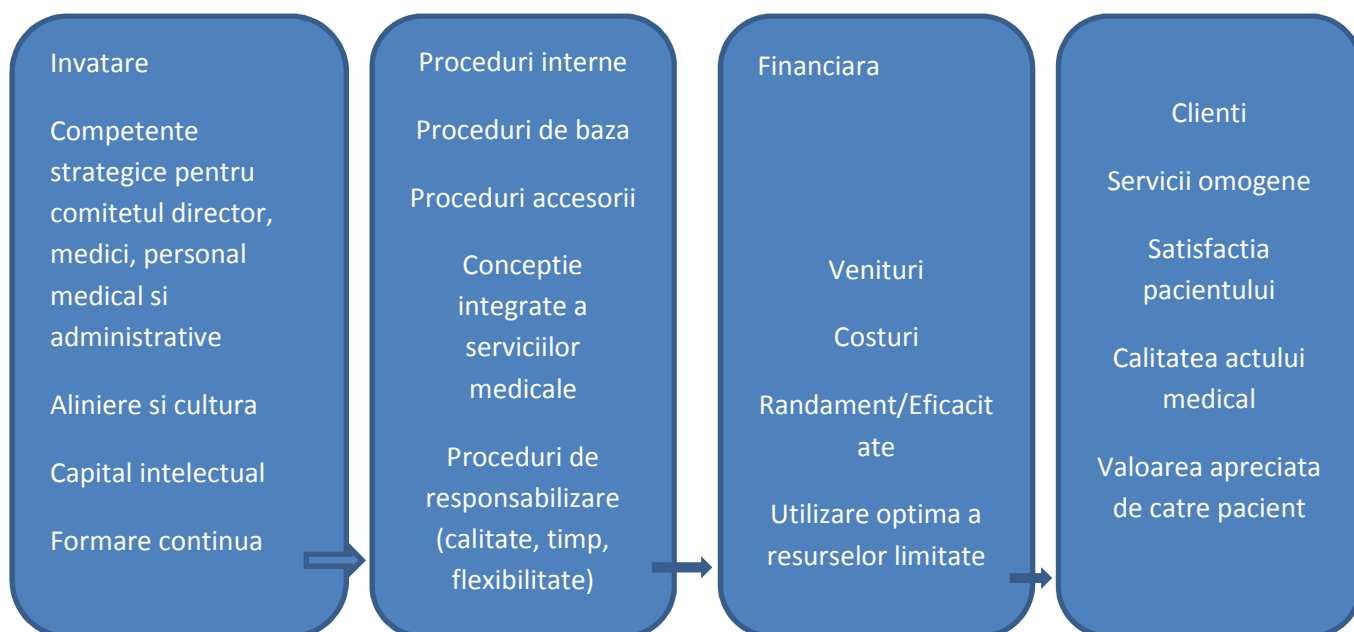 Invatare
Competente
strategice pentru
comitetul director,
medici, personal
medical si
administrative
Aliniere si cultura
Capital intelectual
Formare continua
Proceduri interne
Proceduri de baza
Proceduri accesorii
Conceptie
integrate a
serviciilor
medicale
Proceduri de
responsabilizare
(calitate, timp,
flexibilitate)
Financiara
Venituri
Costuri
Randament/Eficacit
ate
Utilizare optima a
resurselor limitate
Clienti
Servicii omogene
Satisfactia
pacientului
Calitatea actului
medical
Valoarea apreciata
de catre pacient